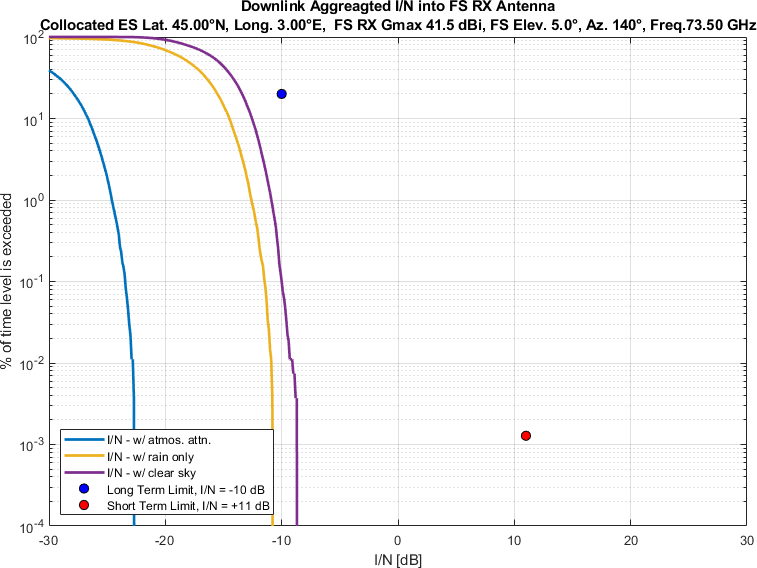 Downlink Aggreagted I/N into FS RX Antenna
Collocated ES Lat. 45.00°N, Long. 3.00°E, FS RX Gmax 41.5 dBi, FS Elev. 5.0°, Az. 140°, Freq.73.50 GHz
% of time level is exceeded
10^2
10^1
10^0
10^-1
10^-2
10^-3
10^-4
I/N - w/ atmos. attn.
I/N - w/ rain only
I/N - w/ clear sky
Long Term Limit, I/N = -10 dB
Short Term Limit, I/N = +11 dB
-30 -20 -10 0 10 20 30
I/N [dB]